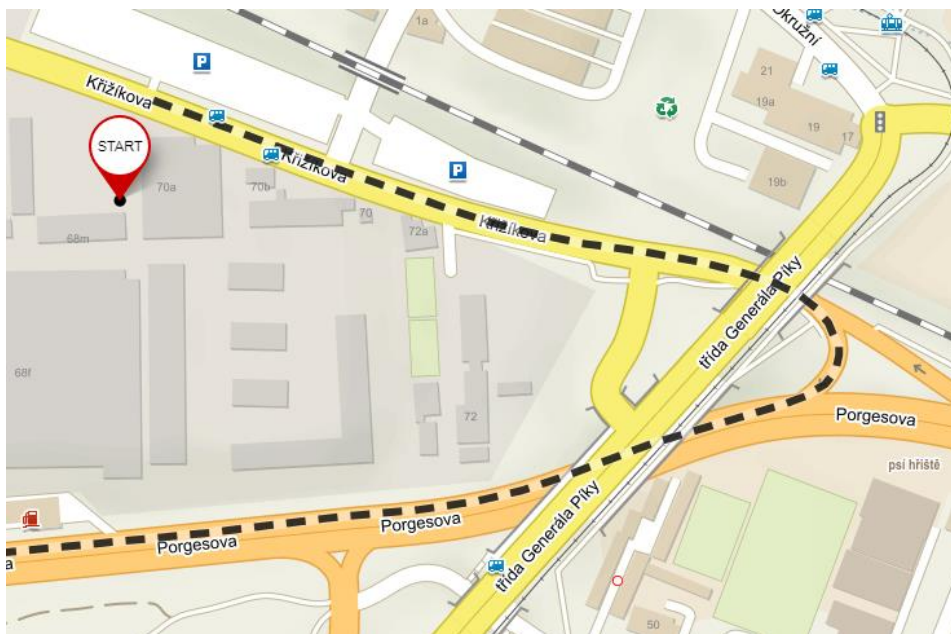 1a
Okružní
P
21
Křižíkova
19a
19
17
START
70a
Křižíkova
70b
P
19b
70
Křižíkova
68m
72a
třída Generála Píky
68f
72
Porgesova
psí hřiště
třída Generála Píky
Porgesova
Porgesova
a
50